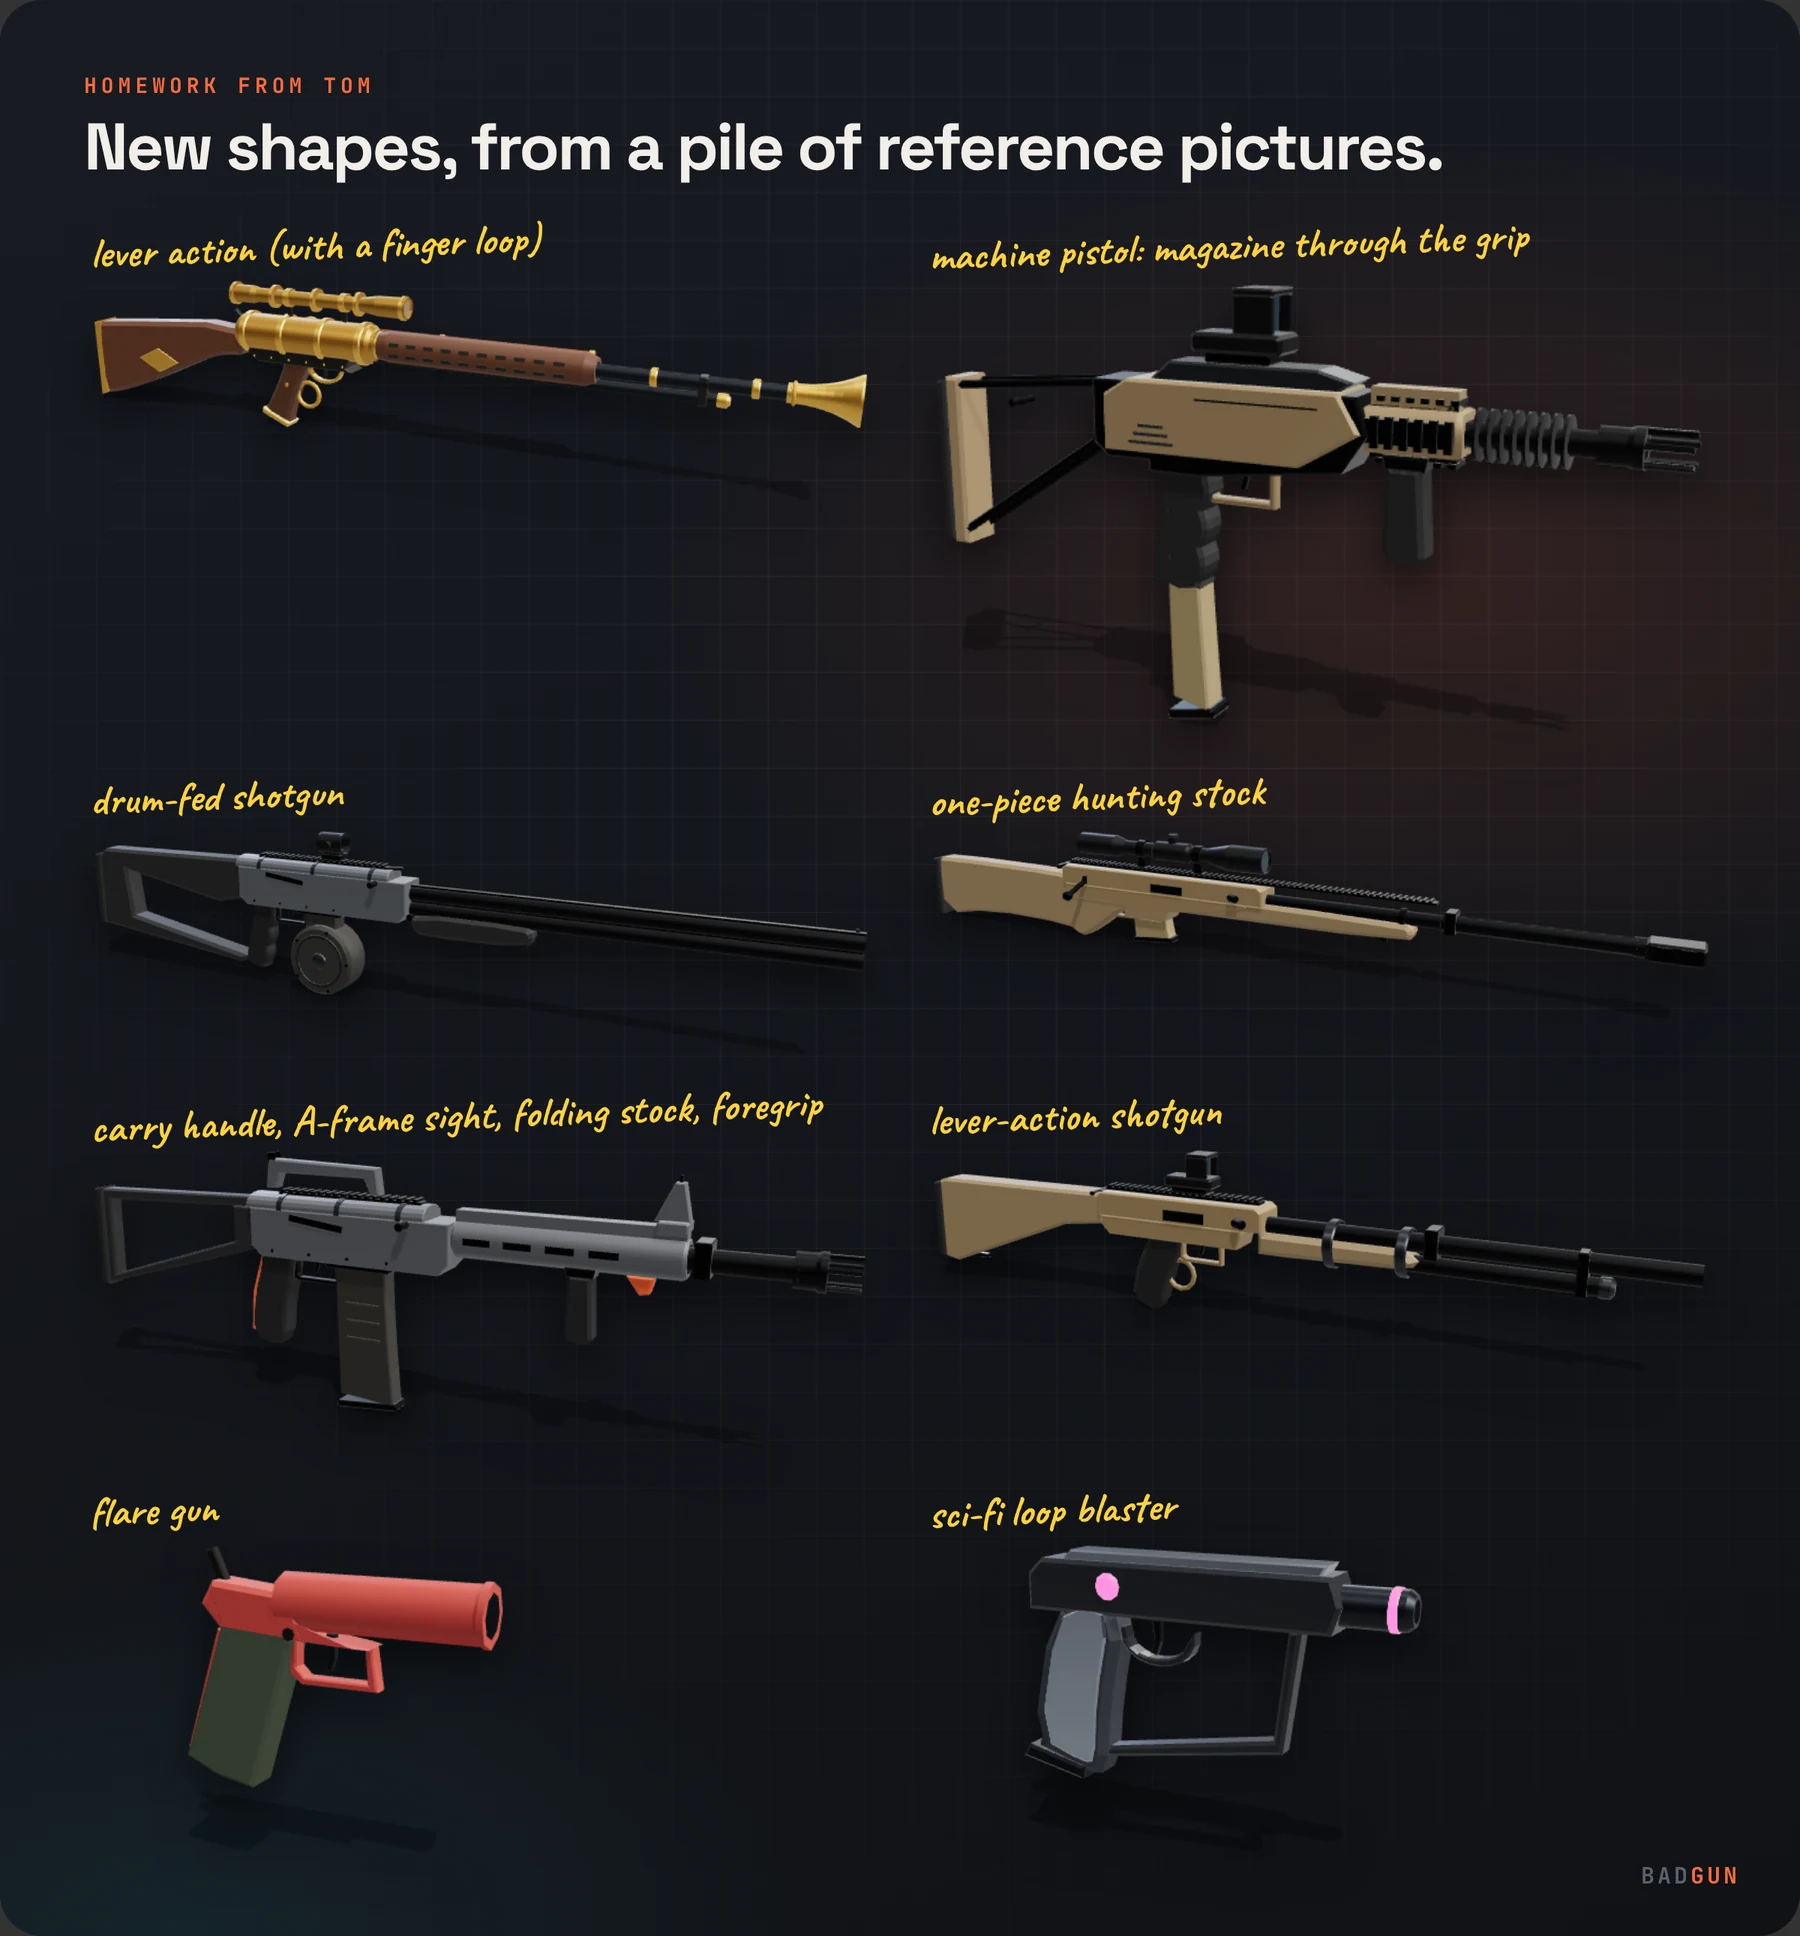 HOMEWORK FROM TOM
New shapes, from a pile of reference pictures.
lever action (with a finger loop)
machine pistol: magazine through the grip
drum-fed shotgun
one-piece hunting stock
carry handle, A-frame sight, folding stock, foregrip
lever-action shotgun
flare gun
sci-fi loop blaster
BADGUN